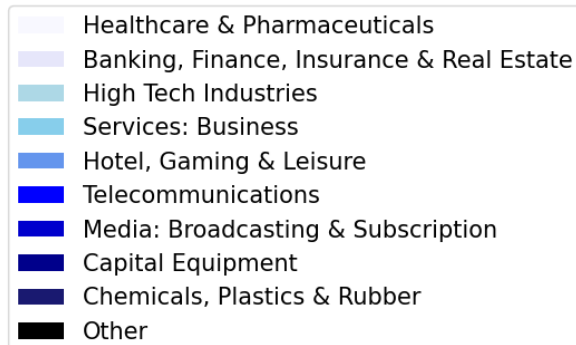 Healthcare & Pharmaceuticals
Banking, Finance, Insurance & Real Estate
High Tech Industries
Services: Business
Hotel, Gaming & Leisure
Telecommunications
Media: Broadcasting & Subscription
Capital Equipment
Chemicals, Plastics & Rubber
Other